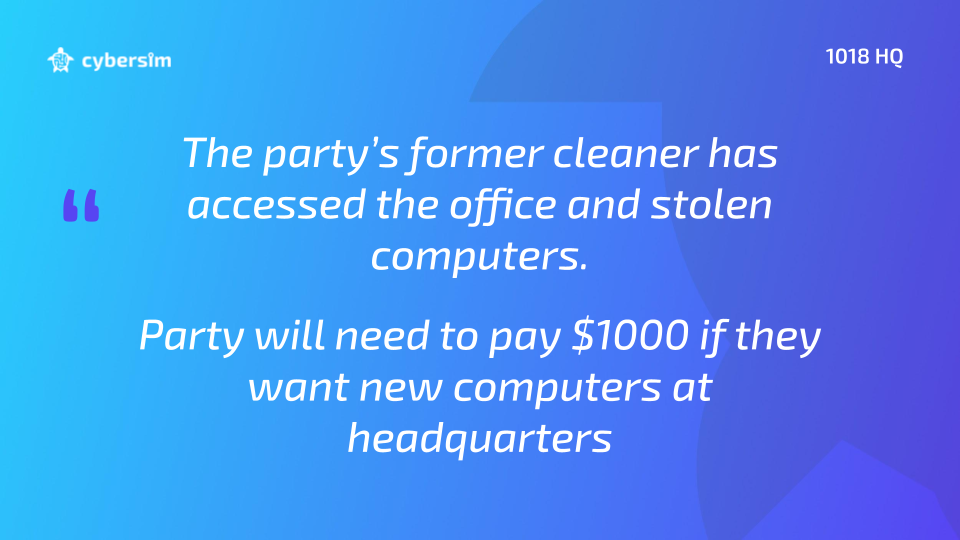 cybersim
1018 HQ
“
The party’s former cleaner has
accessed the office and stolen
computers.
Party will need to pay $1000 if they
want new computers at
headquarters